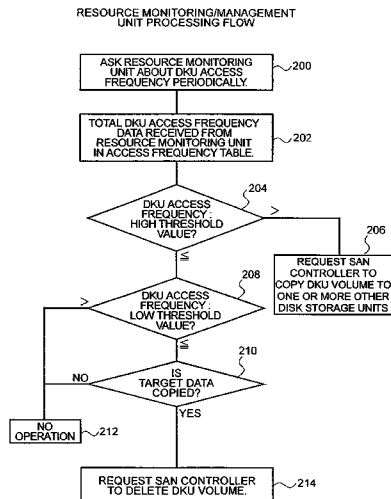 RESOURCE MONITORING/MANAGEMENT
UNIT PROCESSING FLOW
ASK RESOURCE MONITORING
UNIT ABOUT DKU ACCESS
FREQUENCY PERIODICALLY.
200
TOTAL DKU ACCESS FREQUENCY
DATA RECEIVED FROM
RESOURCE MONITORING UNIT
IN ACCESS FREQUENCY TABLE.
202
204
DKU ACCESS
FREQUENCY :
HIGH THRESHOLD
VALUE?
>
≦
206
REQUEST SAN
CONTROLLER TO
COPY DKU VOLUME TO
ONE OR MORE OTHER
DISK STORAGE UNITS
208
>
DKU ACCESS
FREQUENCY :
LOW THRESHOLD
VALUE?
≦
210
IS
TARGET DATA
COPIED?
NO
YES
NO
OPERATION
212
REQUEST SAN CONTROLLER
TO DELETE DKU VOLUME.
214